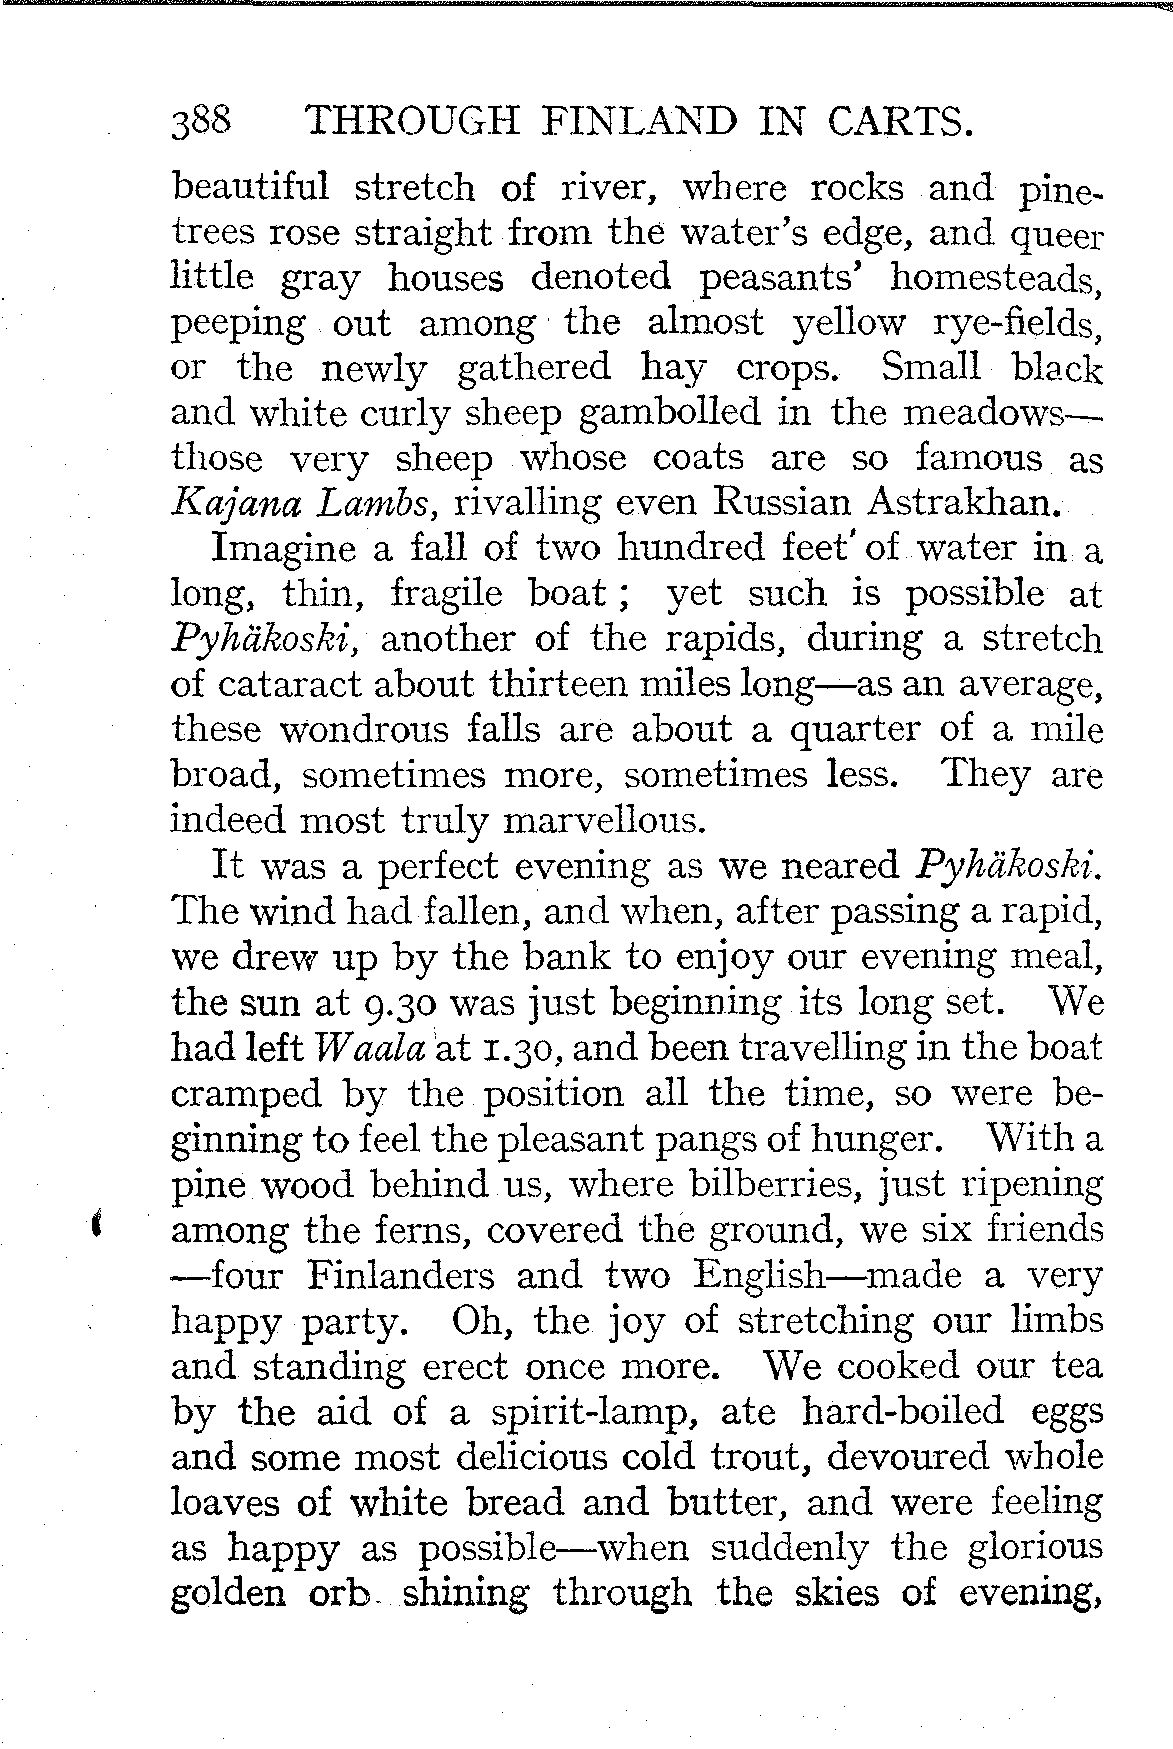 388 THROUGH FINLAND IN CARTS.
beautiful stretch of river, where rocks and pine-
trees rose straight from the water's edge, and queer
little gray houses denoted peasants' homesteads,
peeping out among the almost yellow rye-fields,
or the newly gathered hay crops. Small black
and white curly sheep gambolled in the meadows—
those very sheep whose coats are so famous as
Kajana Lambs, rivalling even Russian Astrakhan.
Imagine a fall of two hundred feet of water in a
long, thin, fragile boat ; yet such is possible at
Pyhäkoski, another of the rapids, during a stretch
of cataract about thirteen miles long—as an average,
these wondrous falls are about a quarter of a mile
broad, sometimes more, sometimes less. They are
indeed most truly marvellous.
It was a perfect evening as we neared Pyhäkoski.
The wind had fallen, and when, after passing a rapid,
we drew up by the bank to enjoy our evening meal,
the sun at 9.30 was just beginning its long set. We
had left Waala at 1.30, and been travelling in the boat
cramped by the position all the time, so were be-
ginning to feel the pleasant pangs of hunger. With a
pine wood behind us, where bilberries, just ripening
among the ferns, covered the ground, we six friends
—four Finlanders and two English—made a very
happy party. Oh, the joy of stretching our limbs
and standing erect once more. We cooked our tea
by the aid of a spirit-lamp, ate hard-boiled eggs
and some most delicious cold trout, devoured whole
loaves of white bread and butter, and were feeling
as happy as possible—when suddenly the glorious
golden orb shining through the skies of evening,